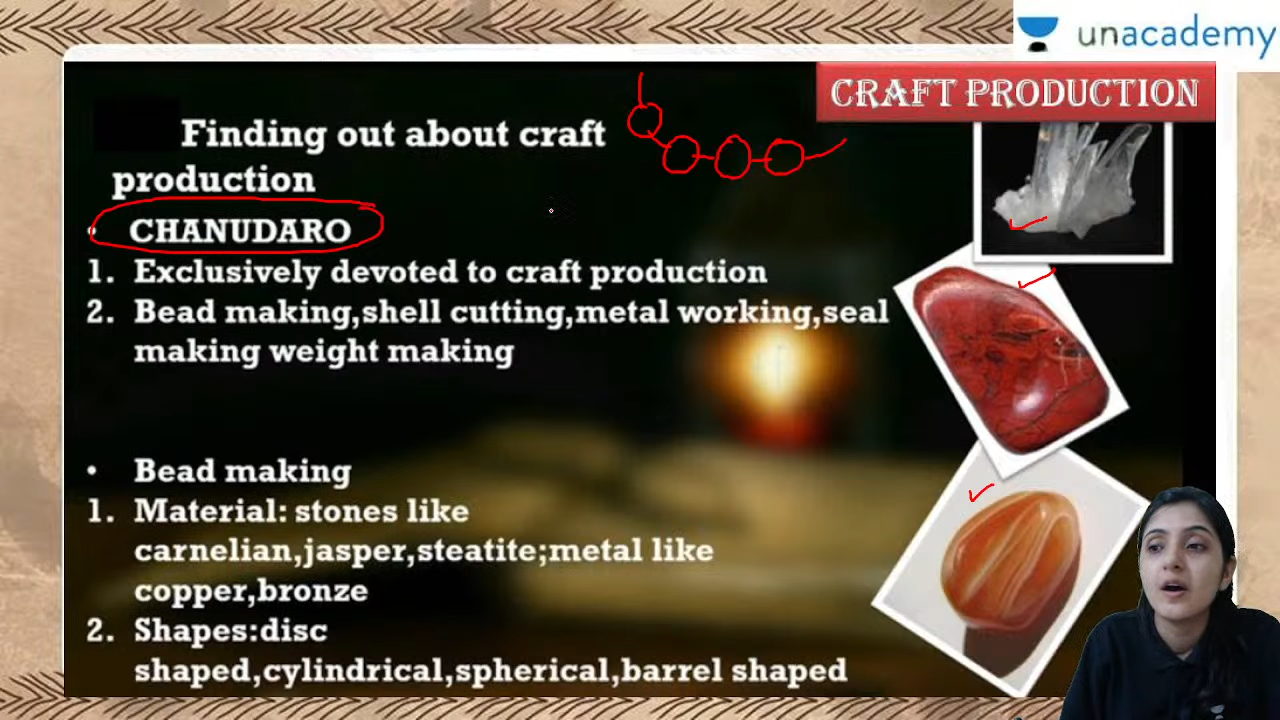 unacademy
CRAFT PRODUCTION
Finding out about craft
production
• CHANUDARO
1. Exclusively devoted to craft production
2. Bead making,shell cutting,metal working,seal
making weight making
• Bead making
1. Material: stones like
carnelian,jasper,steatite;metal like
copper,bronze
2. Shapes:disc
shaped,cylindrical,spherical,barrel shaped